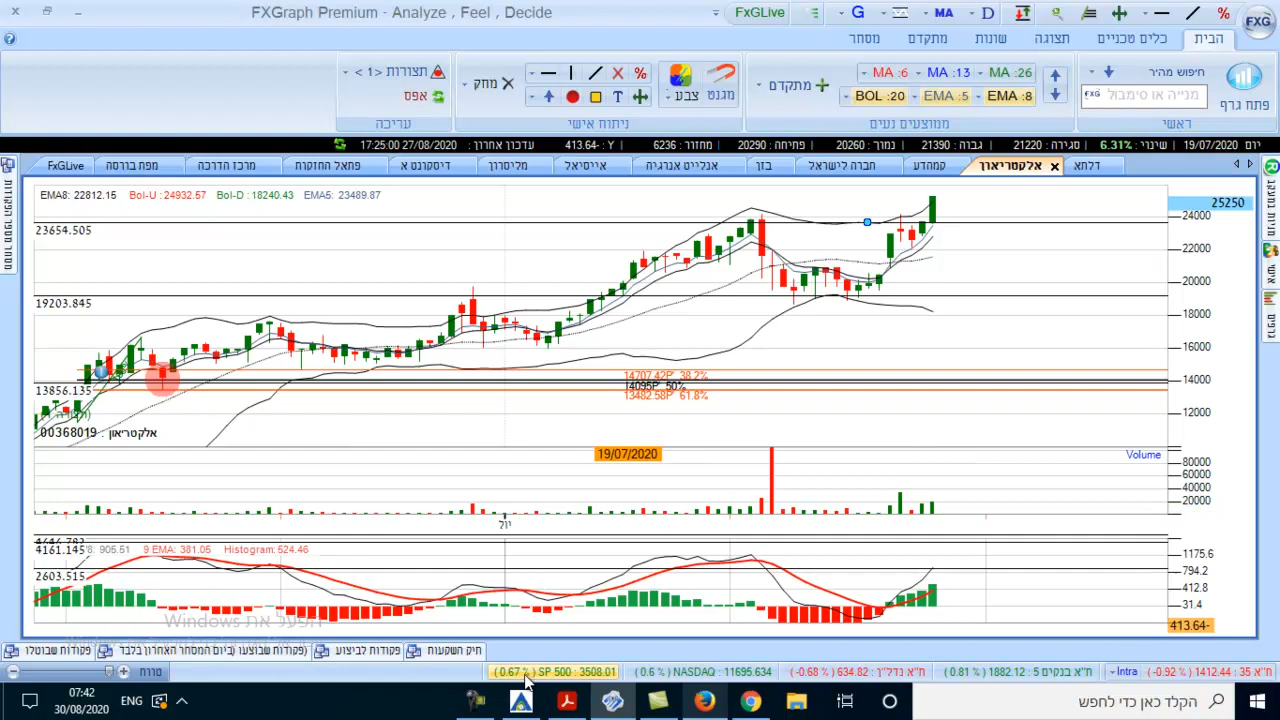 FXGraph Premium - Analyze , Feel , Decide
FxGLive
G
MA
D
%
FXG
הבית
כלים טכניים
תצוגה
שונות
מתקדם
מסחר
פתח גרף
חיפוש מהיר
מנייה או סימבול
FXG
ראשי
MA :6
MA :13
MA :26
BOL :20
EMA :5
EMA :8
ממוצעים נעים
מתקדם
מגנט
צבע
%
T
ניתוח אישי
מחק
תצורות <1 >
אפס
עריכה
יום 19/07/2020 שינוי: 6.31% סגירה: 21220 גבוה: 21390 נמוך: 20260 פתיחה: 20290 מחזור: 6236 Y : -413.64 עדכון אחרון: 27/08/2020 17:25:00
דלתא
אלקטריאון
קמהדע
חברה לישראל
בזן
אנלייט אנרגיה
אייסיאל
מליסרון
דיסקונט א
פתאל החזקות
מרכז הדרכה
מפת בורסה
FxGLive
EMA8: 22812.15 Bol-U : 24932.57 Bol-D : 18240.43 EMA5: 23489.87
25250
24000
22000
20000
18000
16000
14000
12000
23654.505
19203.845
13856.135
14707.42P' 38.2%
14095P' 50%
13482.58P' 61.8%
אלקטריאון : 00368019
19/07/2020
Volume
80000
60000
40000
20000
יול
4161.145
905.51 9 EMA: 381.05 Histogram: 524.46
2603.515
1175.6
794.2
412.8
31.4
413.64-
הפעל את Windows
תיק השקעות
פקודות לביצוע
פקודות שבוצעו (ביום המסחר האחרון בלבד)
פקודות שבוטלו
ת"א 35 : 1412.44 (-0.92 %)
Intra
ת"א בנקים 5 : 1882.12 (0.81 %)
ת"א נדל"ן : 634.82 (-0.68 %)
NASDAQ : 11695.634 (0.6 %)
SP 500 : 3508.01 (0.67 %)
טרוח
הקלד כאן כדי לחפש
ENG
07:42
30/08/2020